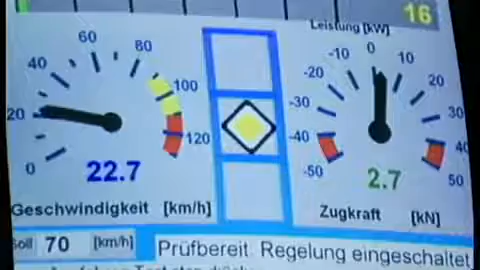 16
Leistung [kW]
0 20 40 60 80 100 120
22.7
Geschwindigkeit [km/h]
-50 -40 -30 -20 -10 0 10 20 30 40 50
2.7
Zugkraft [kN]
Soll 70 [km/h]
Prüfbereit. Regelung eingeschaltet